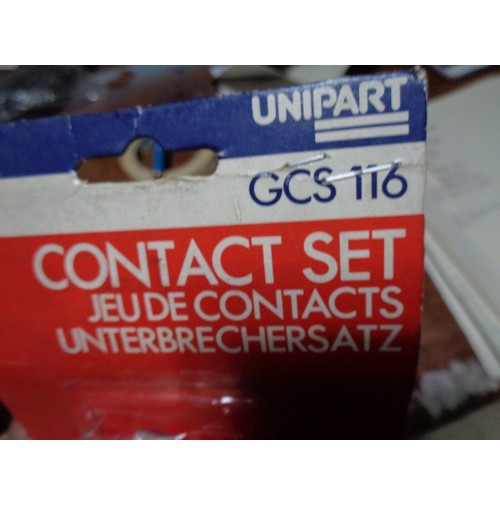 UNIPART
GCS 116
CONTACT SET
JEU DE CONTACTS
UNTERBRECHERSATZ